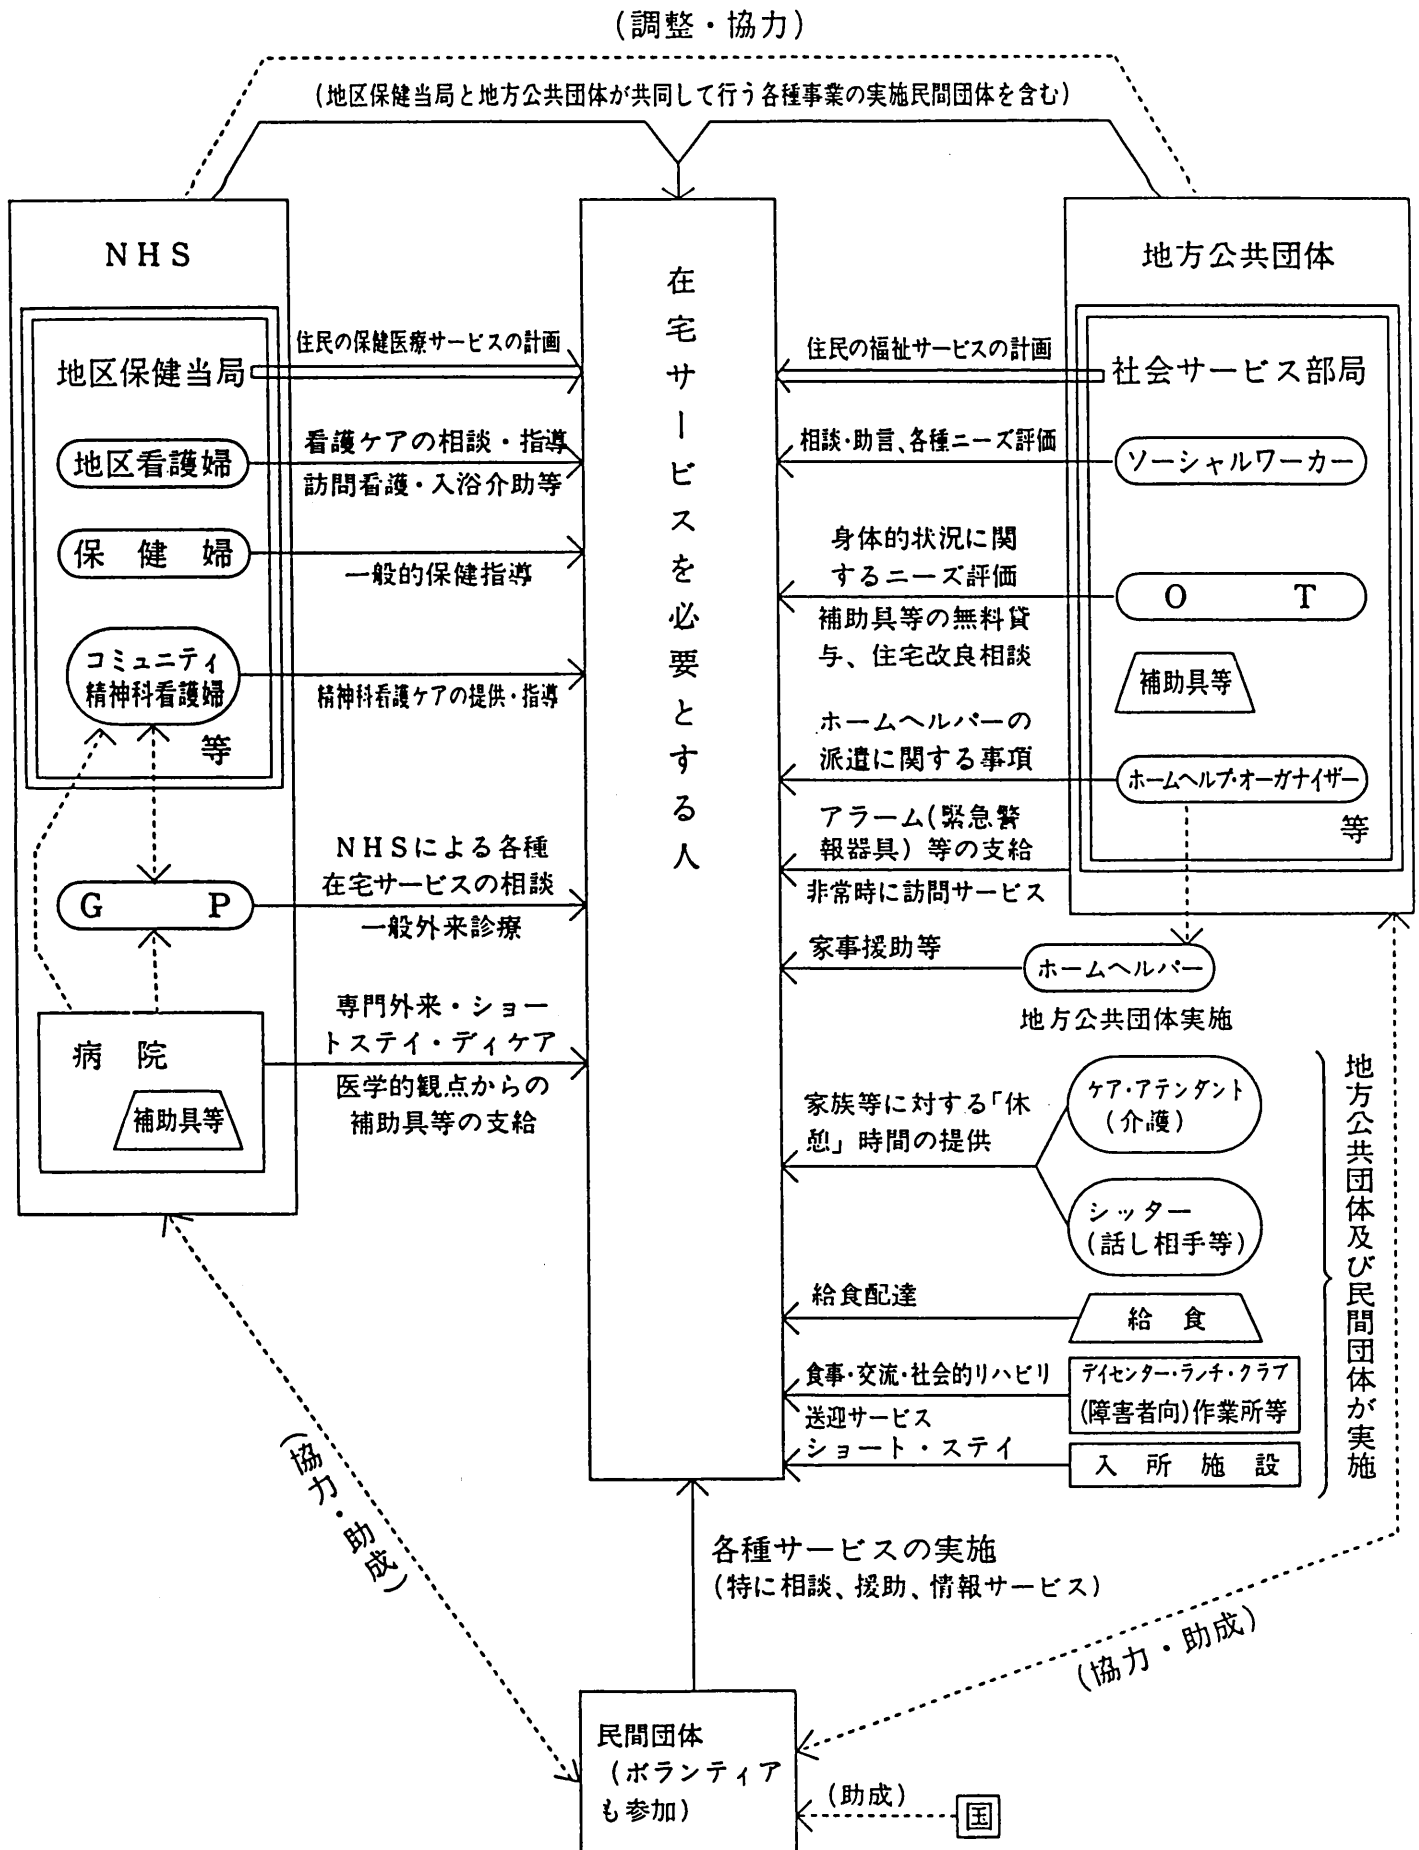 (調整・協力)
(地区保健当局と地方公共団体が共同して行う各種事業の実施民間団体を含む)
NHS
地区保健当局
地区看護婦
保健婦
コミュニティ
精神科看護婦
等
GP
病院
補助具等
住民の保健医療サービスの計画
看護ケアの相談・指導
訪問看護・入浴介助等
一般的保健指導
精神科看護ケアの提供・指導
NHSによる各種
在宅サービスの相談
一般外来診療
専門外来・ショー
トステイ・ディケア
医学的観点からの
補助具等の支給
在宅サービスを必要とする人
住民の福祉サービスの計画
相談・助言、各種ニーズ評価
身体的状況に関
するニーズ評価
補助具等の無料貸
与、住宅改良相談
ホームヘルパーの
派遣に関する事項
アラーム(緊急警
報器具)等の支給
非常時に訪問サービス
家事援助等
家族等に対する「休
憩」時間の提供
給食配達
食事・交流・社会的リハビリ
送迎サービス
ショート・ステイ
地方公共団体
社会サービス部局
ソーシャルワーカー
OT
補助具等
ホームヘルプ・オーガナイザー
等
ホームヘルパー
地方公共団体実施
ケア・アテンダント
(介護)
シッター
(話し相手等)
給食
デイセンター・ランチ・クラブ
(障害者向)作業所等
入所施設
地方公共団体及び民間団体が実施
(協力・助成)
各種サービスの実施
(特に相談、援助、情報サービス)
(協力・助成)
民間団体
(ボランティア
も参加)
(助成)
国